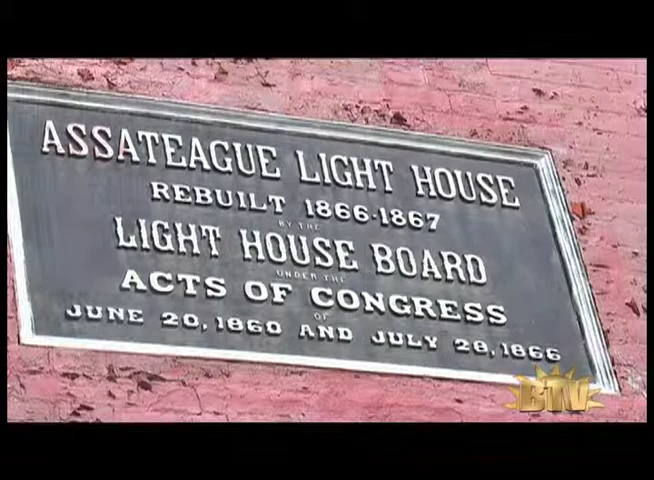 ASSATEAGUE LIGHT HOUSE
REBUILT 1866-1867
BY THE
LIGHT HOUSE BOARD
UNDER THE
ACTS OF CONGRESS
OF
JUNE 20, 1860 AND JULY 28, 1866
BTV